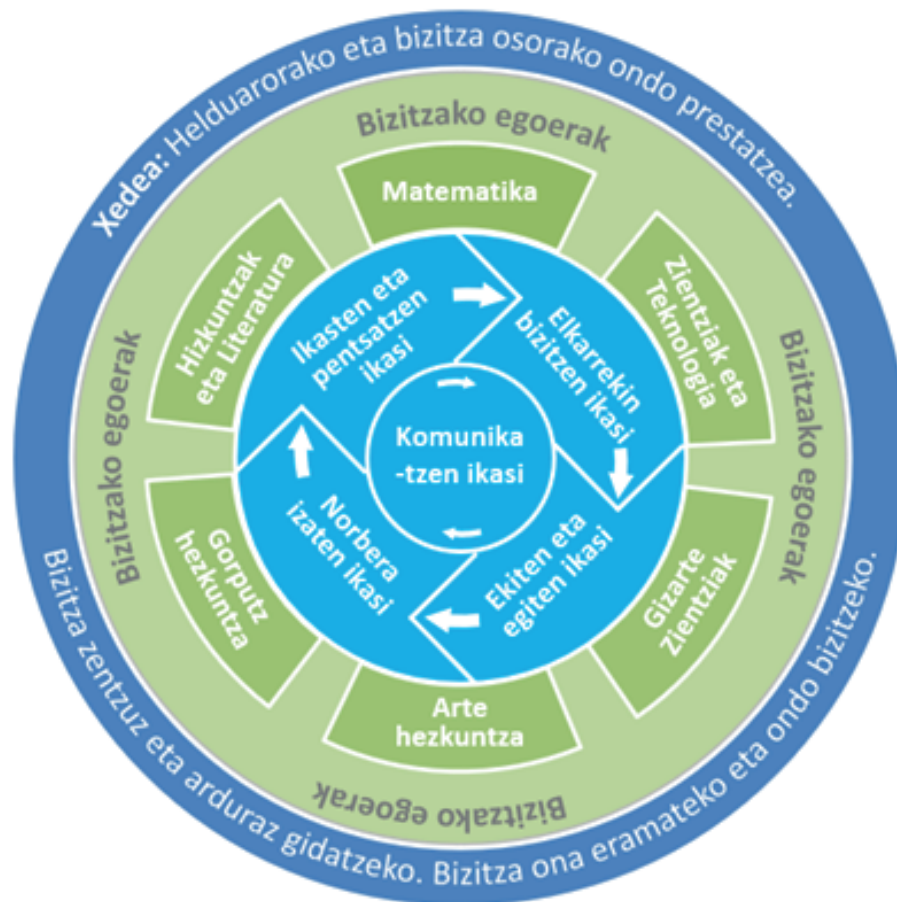 Xedea: Helduarorako eta bizitza osorako ondo prestatzea.
Bizitzako egoerak
Matematika
Zientziak eta
Teknologia
Bizitzako egoerak
Gizarte
Zientziak
Arte
hezkuntza
Bizitzako egoerak
Gorputz
hezkuntza
Bizitzako egoerak
Hizkuntzak
eta Literatura
Ikasten eta
pentsatzen
ikasi
Elkarrekin
bizitzen ikasi
Ekiten eta
egiten ikasi
Norbera
izaten ikasi
Komunika
-tzen ikasi
Bizitza zentzuz eta arduraz gidatzeko. Bizitza ona eramateko eta ondo bizitzeko.